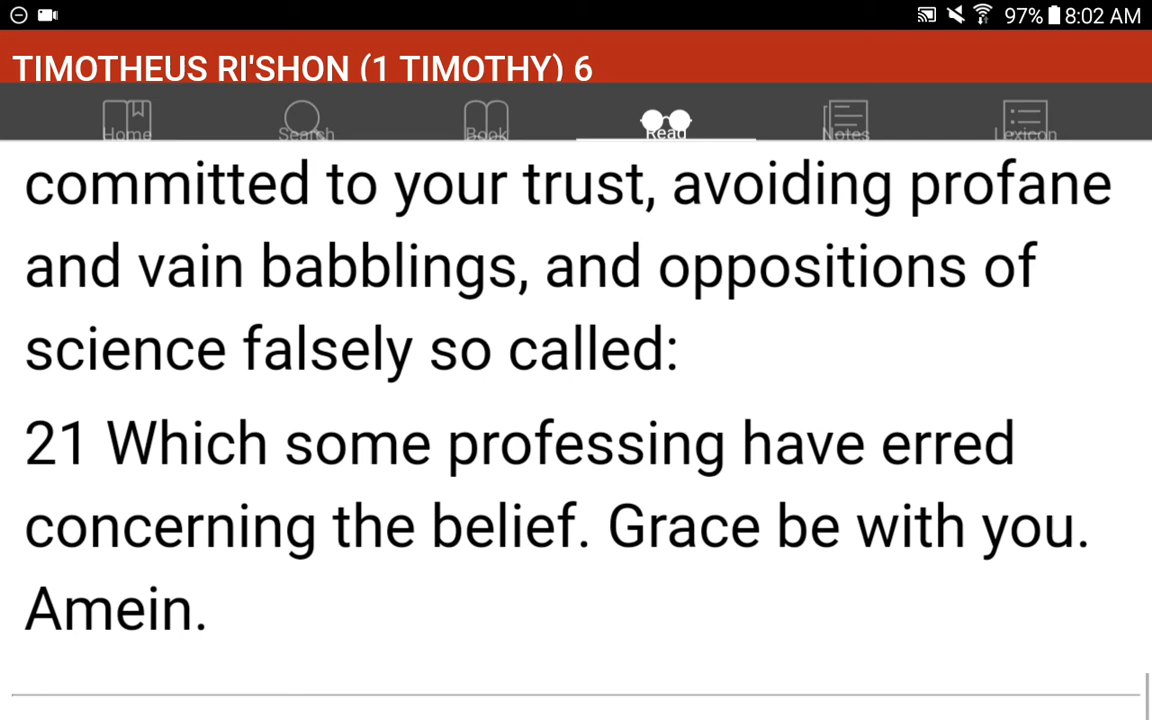 97% 8:02 AM
TIMOTHEUS RI'SHON (1 TIMOTHY) 6
Home Search Book Read Notes Lexicon
committed to your trust, avoiding profane
and vain babblings, and oppositions of
science falsely so called:
21 Which some professing have erred
concerning the belief. Grace be with you.
Amein.